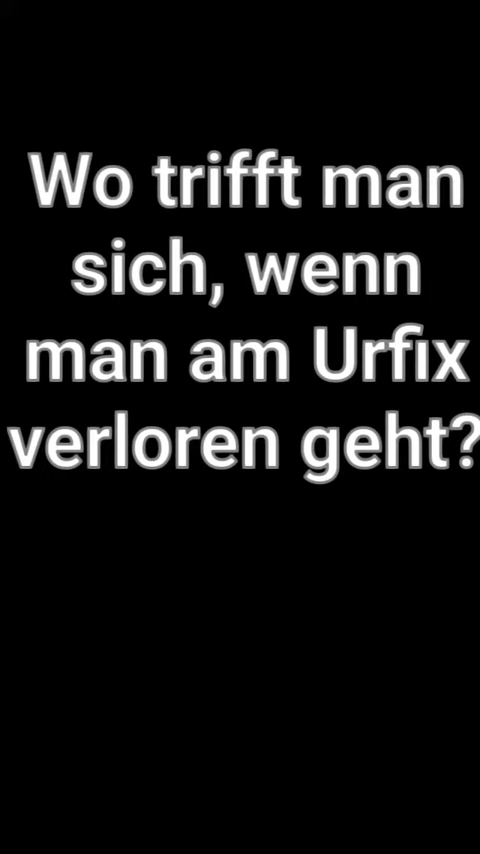 Wo trifft man
sich, wenn
man am Urfix
verloren geht?